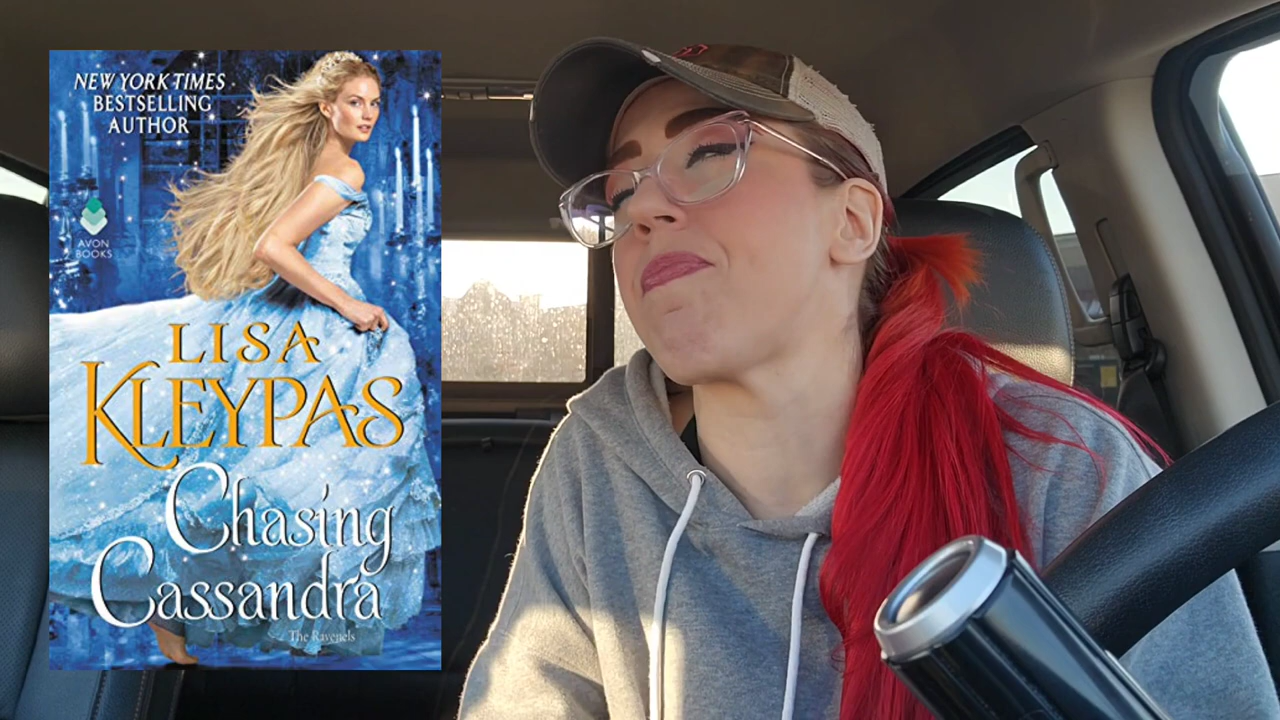 NEW YORK TIMES
BESTSELLING
AUTHOR
AVON
BOOKS
LISA
KLEYPAS
Chasing
Cassandra
The Ravenels